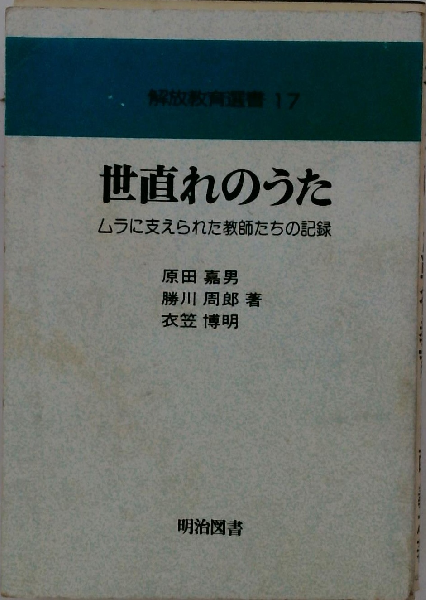 解放教育選書 17
世直れのうた
ムラに支えられた教師たちの記録
原田 嘉男
勝川 周郎 著
衣笠 博明
明治図書